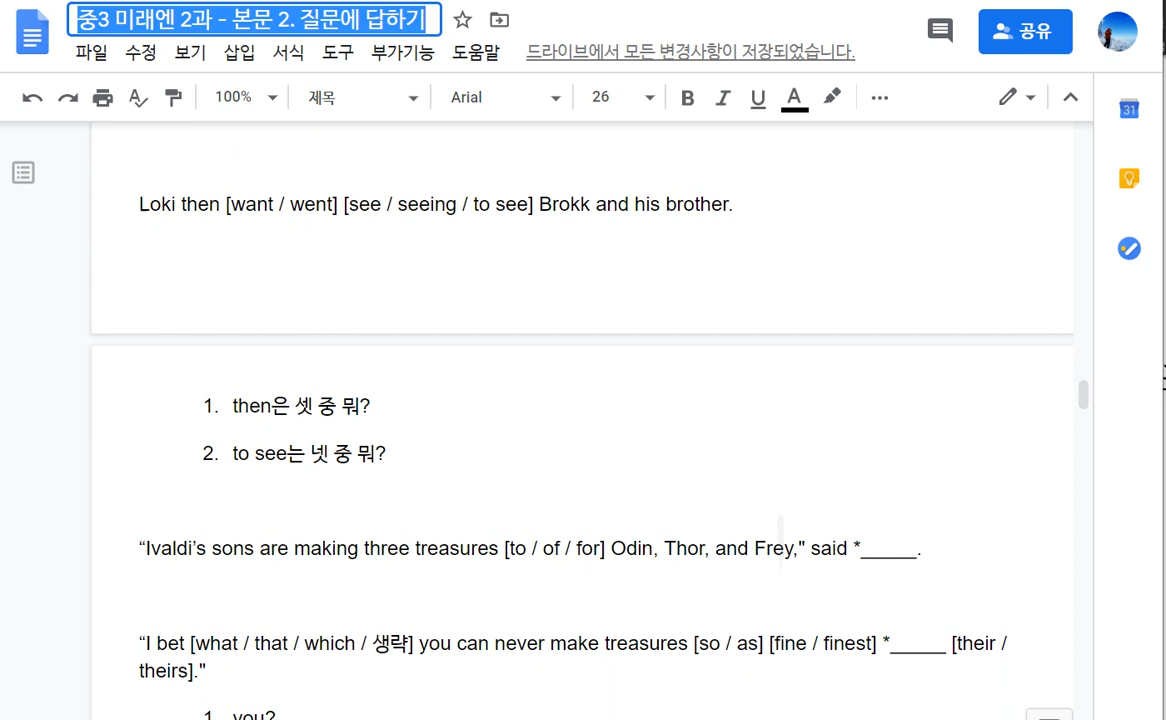 중3 미래엔 2과 - 본문 2. 질문에 답하기
파일 수정 보기 삽입 서식 도구 부가기능 도움말 드라이브에서 모든 변경사항이 저장되었습니다.
공유
100% 제목 Arial 26 B I U A
31
Loki then [want / went] [see / seeing / to see] Brokk and his brother.
1. then은 셋 중 뭐?
2. to see는 넷 중 뭐?
“Ivaldi’s sons are making three treasures [to / of / for] Odin, Thor, and Frey," said *_____.
“I bet [what / that / which / 생략] you can never make treasures [so / as] [fine / finest] *_____ [their /
theirs]."
1. you?